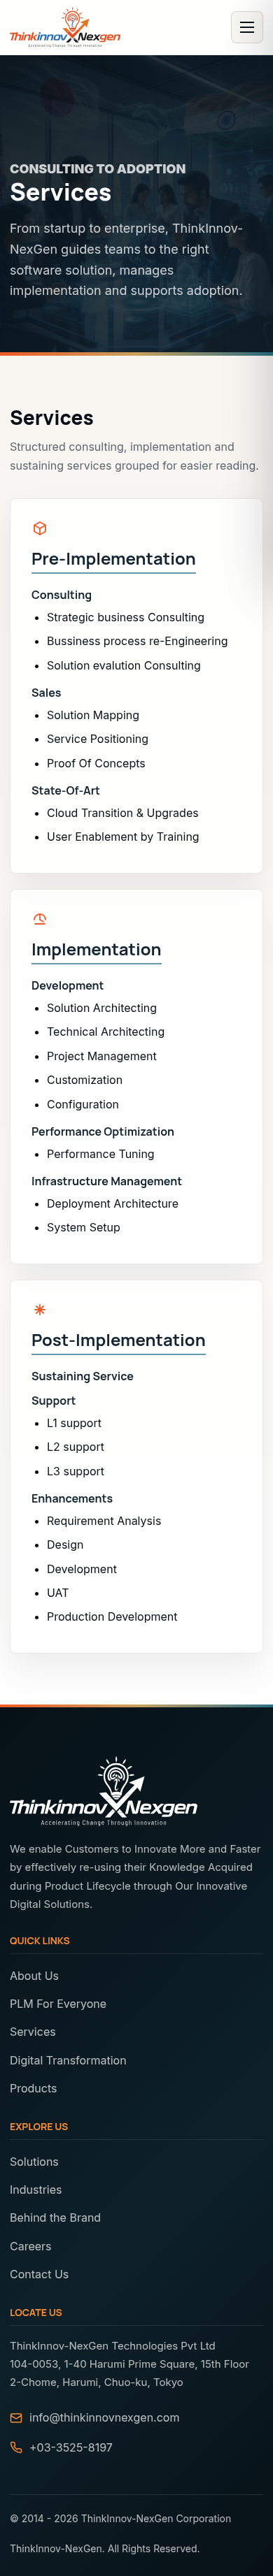 Thinkinnov Nexgen
Accelerating Change Through Innovation
CONSULTING TO ADOPTION
Services
From startup to enterprise, ThinkInnov-
NexGen guides teams to the right
software solution, manages
implementation and supports adoption.
Services
Structured consulting, implementation and
sustaining services grouped for easier reading.
Pre-Implementation
Consulting
• Strategic business Consulting
• Bussiness process re-Engineering
• Solution evalution Consulting
Sales
• Solution Mapping
• Service Positioning
• Proof Of Concepts
State-Of-Art
• Cloud Transition & Upgrades
• User Enablement by Training
Implementation
Development
• Solution Architecting
• Technical Architecting
• Project Management
• Customization
• Configuration
Performance Optimization
• Performance Tuning
Infrastructure Management
• Deployment Architecture
• System Setup
Post-Implementation
Sustaining Service
Support
• L1 support
• L2 support
• L3 support
Enhancements
• Requirement Analysis
• Design
• Development
• UAT
• Production Development
Thinkinnov Nexgen
Accelerating Change Through Innovation
We enable Customers to Innovate More and Faster
by effectively re-using their Knowledge Acquired
during Product Lifecycle through Our Innovative
Digital Solutions.
QUICK LINKS
About Us
PLM For Everyone
Services
Digital Transformation
Products
EXPLORE US
Solutions
Industries
Behind the Brand
Careers
Contact Us
LOCATE US
ThinkInnov-NexGen Technologies Pvt Ltd
104-0053, 1-40 Harumi Prime Square, 15th Floor
2-Chome, Harumi, Chuo-ku, Tokyo
info@thinkinnovnexgen.com
+03-3525-8197
© 2014 - 2026 ThinkInnov-NexGen Corporation
ThinkInnov-NexGen. All Rights Reserved.